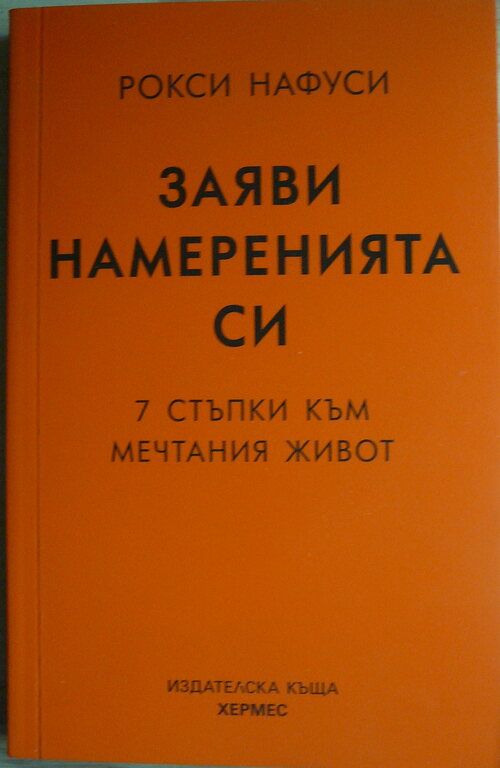 РОКСИ НАФУСИ
ЗАЯВИ
НАМЕРЕНИЯТА
СИ
7 СТЪПКИ КЪМ
МЕЧТАНИЯ ЖИВОТ
ИЗДАТЕЛСКА КЪЩА
ХЕРМЕС